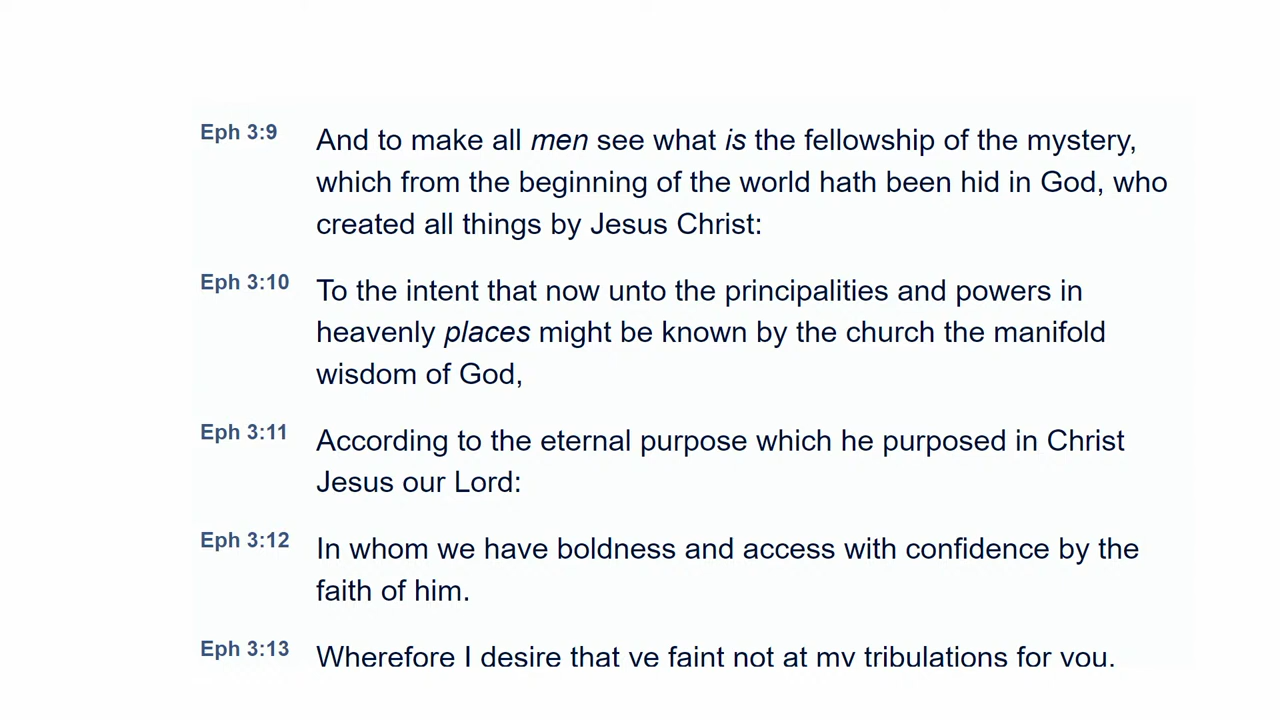 Eph 3:9 And to make all men see what is the fellowship of the mystery,
which from the beginning of the world hath been hid in God, who
created all things by Jesus Christ:
Eph 3:10 To the intent that now unto the principalities and powers in
heavenly places might be known by the church the manifold
wisdom of God,
Eph 3:11 According to the eternal purpose which he purposed in Christ
Jesus our Lord:
Eph 3:12 In whom we have boldness and access with confidence by the
faith of him.
Eph 3:13 Wherefore I desire that ye faint not at my tribulations for you.